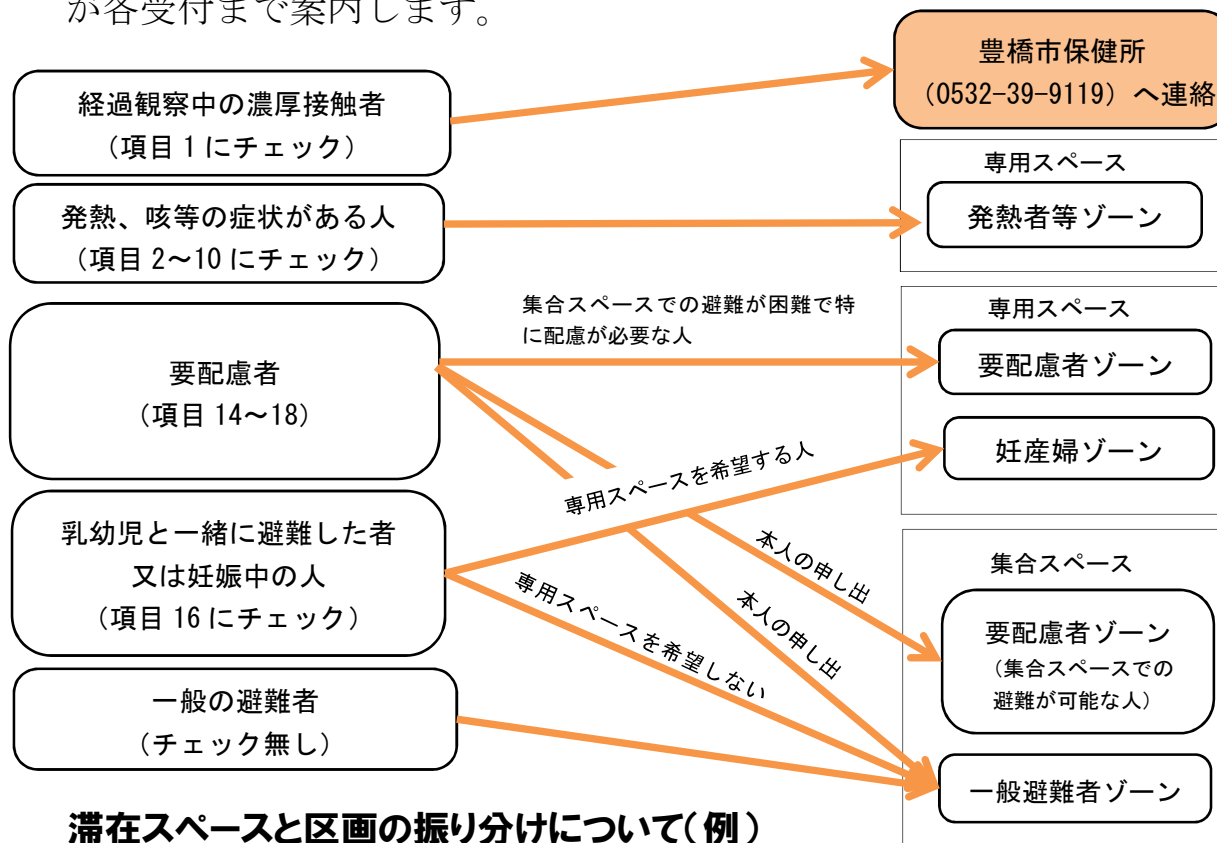 が各受付まで案内します。
経過観察中の濃厚接触者
（項目1にチェック）
豊橋市保健所
（0532-39-9119）へ連絡
発熱、咳等の症状がある人
（項目2～10にチェック）
専用スペース
発熱者等ゾーン
要配慮者
（項目14～18）
集合スペースでの避難が困難で特
に配慮が必要な人
専用スペース
要配慮者ゾーン
妊産婦ゾーン
専用スペースを希望する人
乳幼児と一緒に避難した者
又は妊娠中の人
（項目16にチェック）
専用スペースを希望しない
本人の申し出
本人の申し出
集合スペース
要配慮者ゾーン
（集合スペースでの
避難が可能な人）
一般の避難者
（チェック無し）
一般避難者ゾーン
滞在スペースと区画の振り分けについて（例）